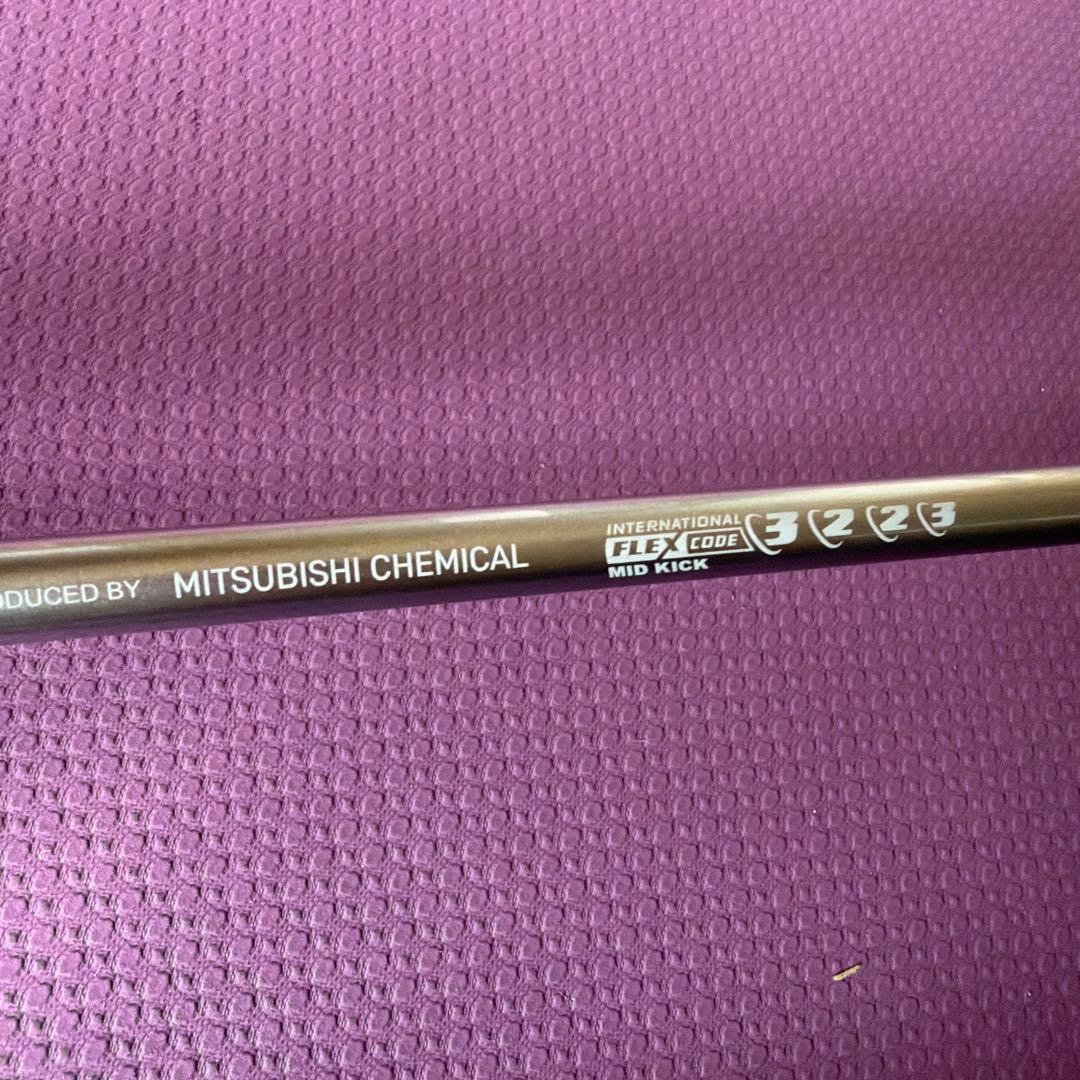 ODUCED BY MITSUBISHI CHEMICAL
INTERNATIONAL
FLEX CODE 3 2 2 3
MID KICK